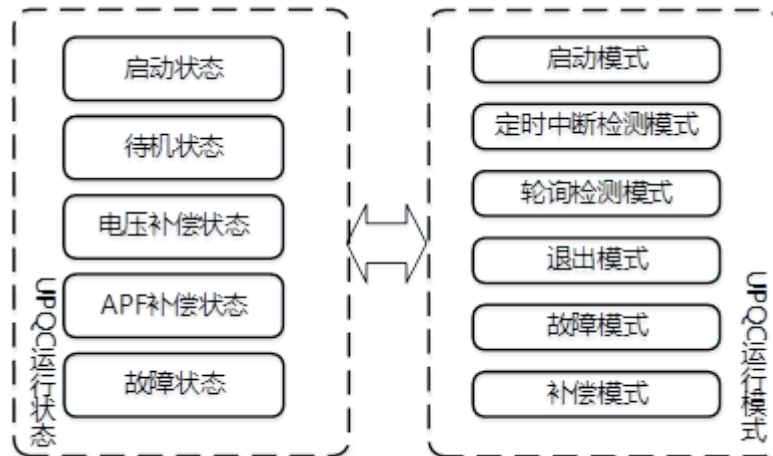 启动状态
待机状态
电压补偿状态
APF补偿状态
故障状态
UPQC运行状态
启动模式
定时中断检测模式
轮询检测模式
退出模式
故障模式
补偿模式
UPQC运行模式